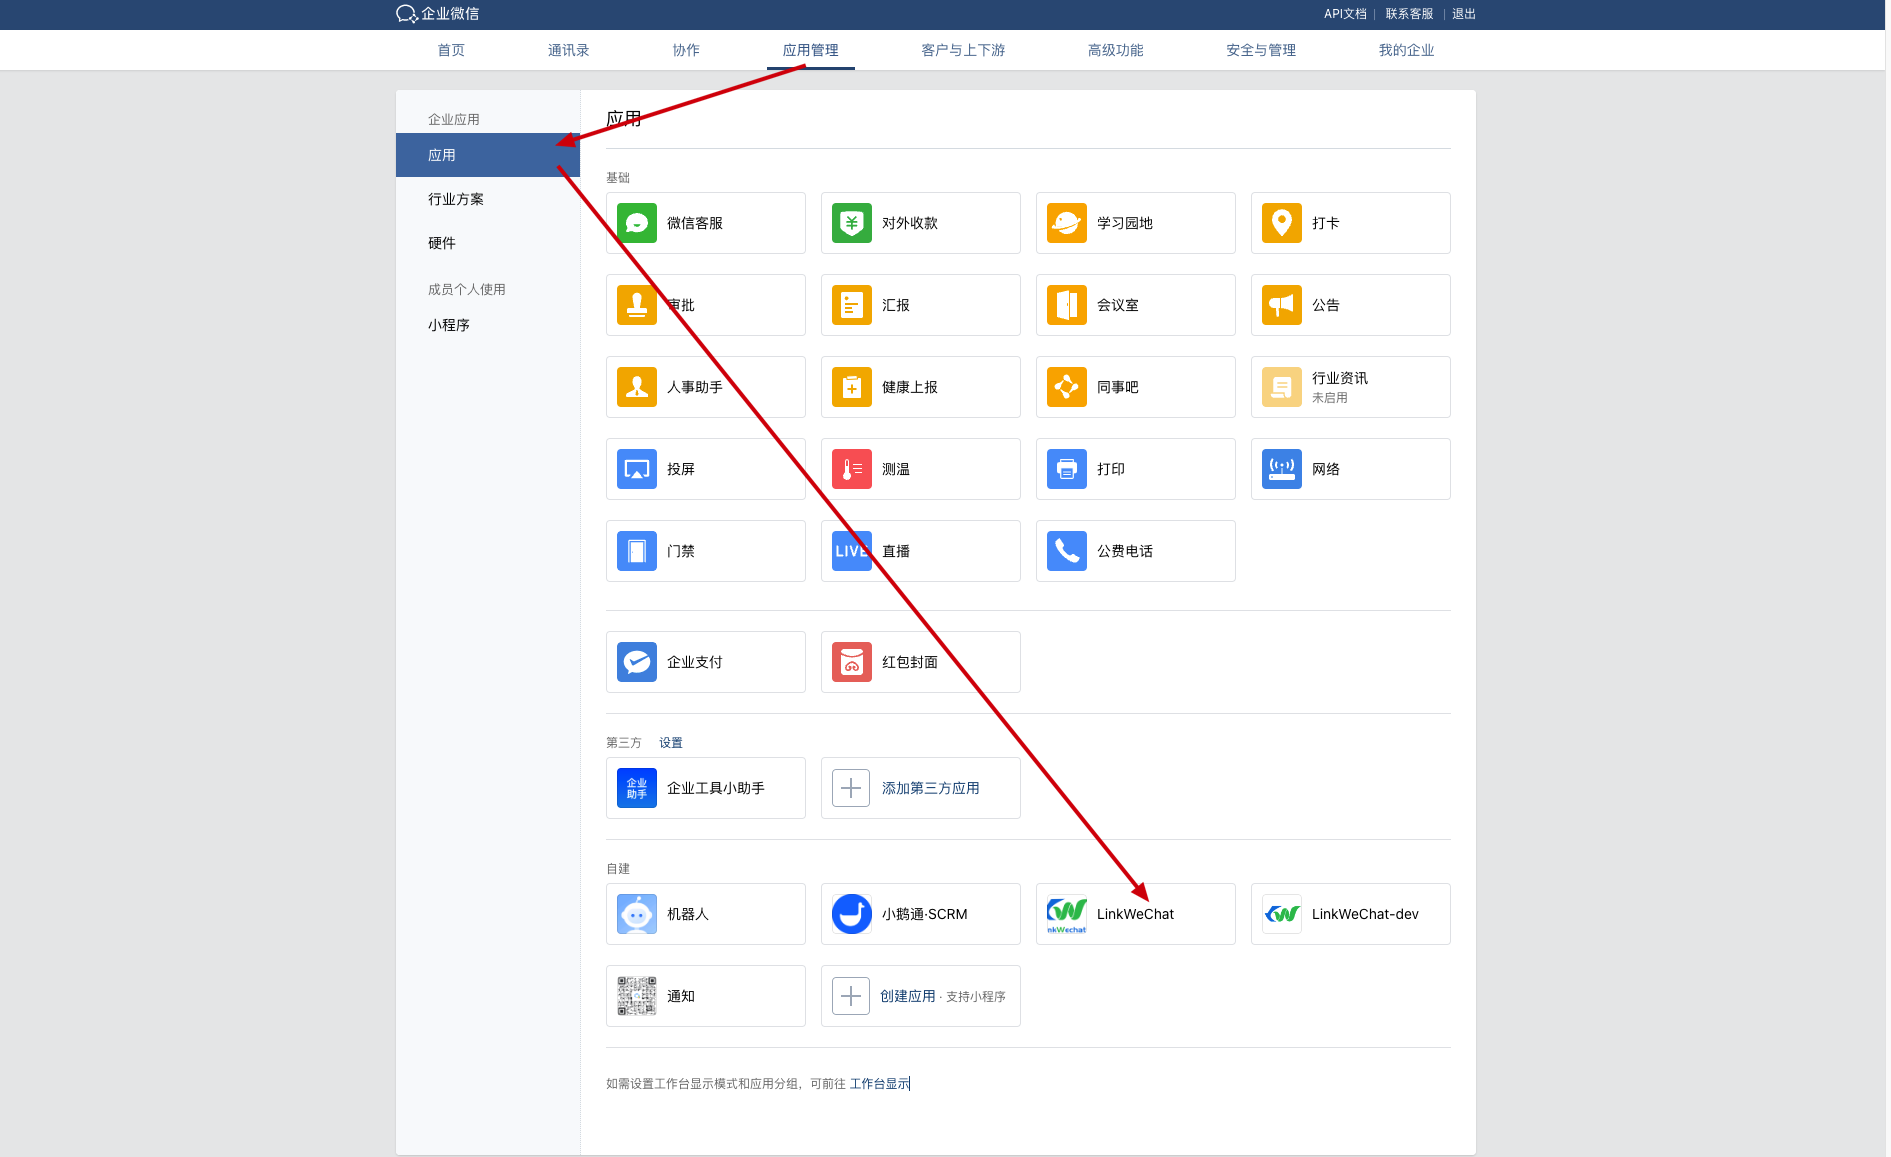 企业微信
API文档 | 联系客服 | 退出
首页 通讯录 协作 应用管理 客户与上下游 高级功能 安全与管理 我的企业
企业应用
应用
行业方案
硬件
成员个人使用
小程序
应用
基础
微信客服 对外收款 学习园地 打卡
审批 汇报 会议室 公告
人事助手 健康上报 同事吧 行业资讯
未启用
投屏 测温 打印 网络
门禁 LIVE 直播 公费电话
企业支付 红包封面
第三方 设置
企业
助手
企业工具小助手 添加第三方应用
自建
机器人 小鹅通·SCRM LinkWeChat LinkWeChat-dev
nkWechat
通知 创建应用 · 支持小程序
如需设置工作台显示模式和应用分组，可前往 工作台显示